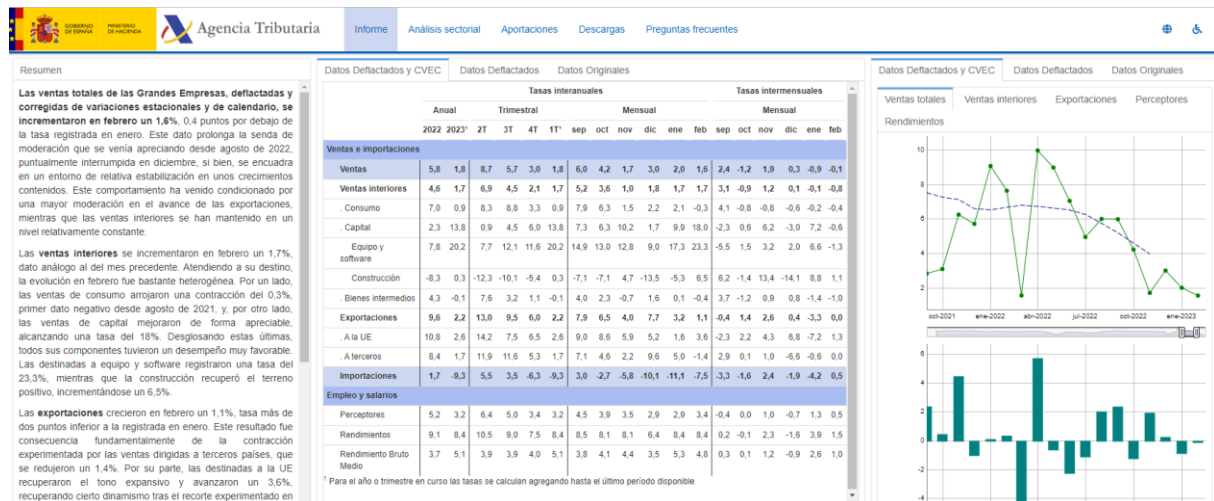 GOBIERNO DE ESPAÑA MINISTERIO DE HACIENDA Agencia Tributaria Informe Análisis sectorial Aportaciones Descargas Preguntas frecuentes
Resumen
Las ventas totales de las Grandes Empresas, deflactadas y
corregidas de variaciones estacionales y de calendario, se
incrementaron en febrero un 1,6%, 0,4 puntos por debajo de
la tasa registrada en enero. Este dato prolonga la senda de
moderación que se venía apreciando desde agosto de 2022,
puntualmente interrumpida en diciembre, si bien, se encuadra
en un entorno de relativa estabilización en unos crecimientos
contenidos. Este comportamiento ha venido condicionado por
una mayor moderación en el avance de las exportaciones,
mientras que las ventas interiores se han mantenido en un
nivel relativamente constante.
Las ventas interiores se incrementaron en febrero un 1,7%,
dato análogo al del mes precedente. Atendiendo a su destino,
la evolución en febrero fue bastante heterogénea. Por un lado,
las ventas de consumo arrojaron una contracción del 0,3%,
primer dato negativo desde agosto de 2021, y, por otro lado,
las ventas de capital mejoraron de forma apreciable,
alcanzando una tasa del 18%. Desglosando estas últimas,
todos sus componentes tuvieron un desempeño muy favorable.
Las destinadas a equipo y software registraron una tasa del
23,3%, mientras que la construcción recuperó el terreno
positivo, incrementándose un 6,5%.
Las exportaciones crecieron en febrero un 1,1%, tasa más de
dos puntos inferior a la registrada en enero. Este resultado fue
consecuencia fundamentalmente de la contracción
experimentada por las ventas dirigidas a terceros países, que
se redujeron un 1,4%. Por su parte, las destinadas a la UE
recuperaron el tono expansivo y avanzaron un 3,6%,
recuperando cierto dinamismo tras el recorte experimentado en
Datos Deflactados y CVEC Datos Deflactados Datos Originales
Tasas interanuales Tasas intermensuales
Anual Trimestral Mensual Mensual
2022 2023¹ 2T 3T 4T 1T¹ sep oct nov dic ene feb sep oct nov dic ene feb
Ventas e importaciones
Ventas 5,8 1,8 8,7 5,7 3,0 1,8 6,0 4,2 1,7 3,0 2,0 1,6 2,4 -1,2 1,9 0,3 -0,9 -0,1
Ventas interiores 4,6 1,7 6,9 4,5 2,1 1,7 5,2 3,6 1,0 1,8 1,7 1,7 3,1 -0,9 1,2 0,1 -0,1 -0,8
. Consumo 7,0 0,9 8,3 8,8 3,3 0,9 7,9 6,3 1,5 2,2 2,1 -0,3 4,1 -0,8 -0,8 -0,6 -0,2 -0,4
. Capital 2,3 13,8 0,9 4,5 6,0 13,8 7,3 6,3 10,2 1,7 9,9 18,0 -2,3 0,6 6,2 -3,0 7,2 -0,6
Equipo y software 7,8 20,2 7,7 12,1 11,6 20,2 14,9 13,0 12,8 9,0 17,3 23,3 -5,5 1,5 3,2 2,0 6,6 -1,3
Construcción -8,3 0,3 -12,3 -10,1 -5,4 0,3 -7,1 -7,1 4,7 -13,5 -5,3 6,5 6,2 -1,4 13,4 -14,1 8,8 1,1
. Bienes intermedios 4,3 -0,1 7,6 3,2 1,1 -0,1 4,0 2,3 -0,7 1,6 0,1 -0,4 3,7 -1,2 0,9 0,8 -1,4 -1,0
Exportaciones 9,6 2,2 13,0 9,5 6,0 2,2 7,9 6,5 4,0 7,7 3,2 1,1 -0,4 1,4 2,6 0,4 -3,3 0,0
. A la UE 10,8 2,6 14,2 7,5 6,5 2,6 9,0 8,6 5,9 5,2 1,6 3,6 -2,3 2,2 4,3 6,8 -7,2 1,3
. A terceros 8,4 1,7 11,9 11,6 5,3 1,7 7,1 4,6 2,2 9,6 5,0 -1,4 2,9 0,1 1,0 -6,6 -0,6 0,0
Importaciones 1,7 -9,3 5,5 3,5 -6,3 -9,3 3,0 -2,7 -5,8 -10,1 -11,1 -7,5 -3,3 -1,6 2,4 -1,9 -4,2 0,5
Empleo y salarios
Perceptores 5,2 3,2 6,4 5,0 3,4 3,2 4,5 3,9 3,5 2,9 2,9 3,4 -0,4 0,0 1,0 -0,7 1,3 0,5
Rendimientos 9,1 8,4 10,5 9,0 7,5 8,4 8,5 8,1 8,1 6,4 8,4 8,4 0,2 -0,1 2,3 -1,6 3,9 1,5
Rendimiento Bruto Medio 3,7 5,1 3,9 3,9 4,0 5,1 3,8 4,1 4,4 3,5 5,3 4,8 0,3 0,1 1,2 -0,9 2,6 1,0
¹ Para el año o trimestre en curso las tasas se calculan agregando hasta el último período disponible
Datos Deflactados y CVEC Datos Deflactados Datos Originales
Ventas totales Ventas interiores Exportaciones Perceptores
Rendimientos
10
8
6
4
2
oct-2021 ene-2022 abr-2022 jul-2022 oct-2022 ene-2023
6
4
2
0
-2
-4